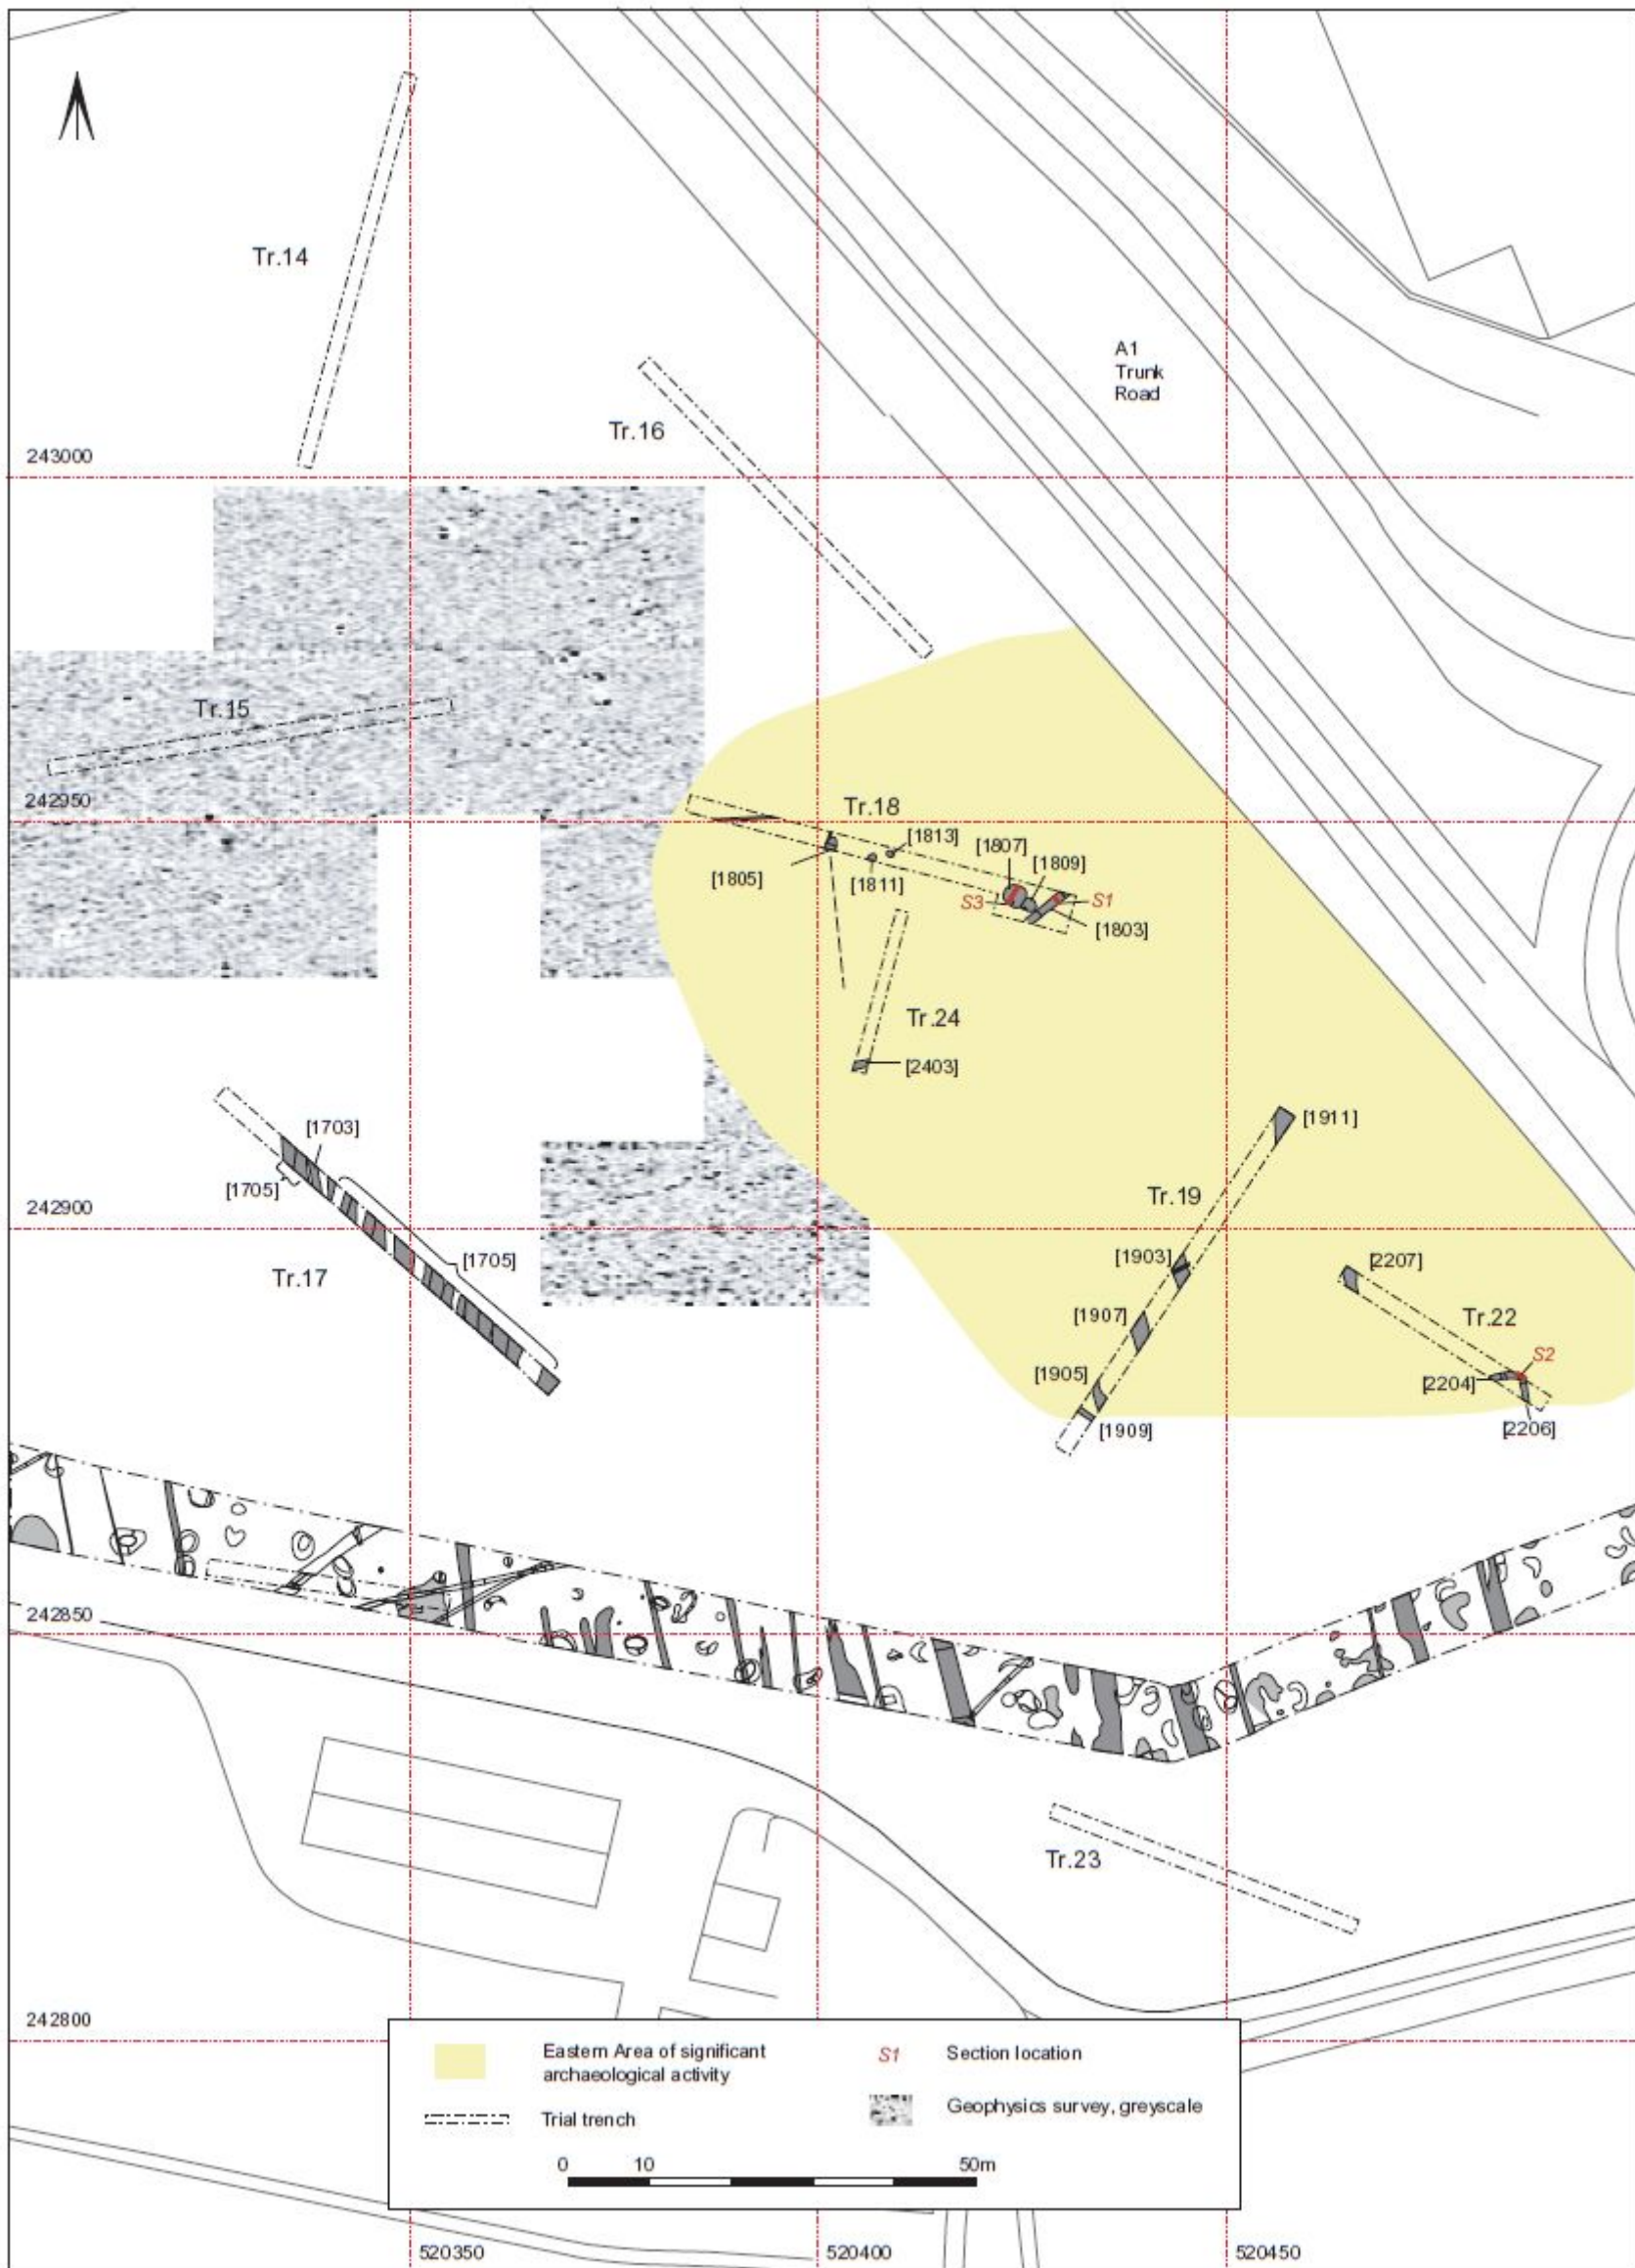 Tr.14
A1
Trunk
Road
Tr.16
243000
Tr.15
242950
Tr.18
[1813]
[1807]
[1809]
[1805]
[1811]
S3
S1
[1803]
Tr.24
[2403]
[1703]
[1911]
[1705]
Tr.19
242900
[1705]
[1903]
[2207]
Tr.17
[1907]
Tr.22
S2
[1905]
[2204]
[1909]
[2206]
242850
Tr.23
242800
Eastern Area of significant
archaeological activity
S1
Section location
Trial trench
Geophysics survey, greyscale
0 10 50m
520350
520400
520450